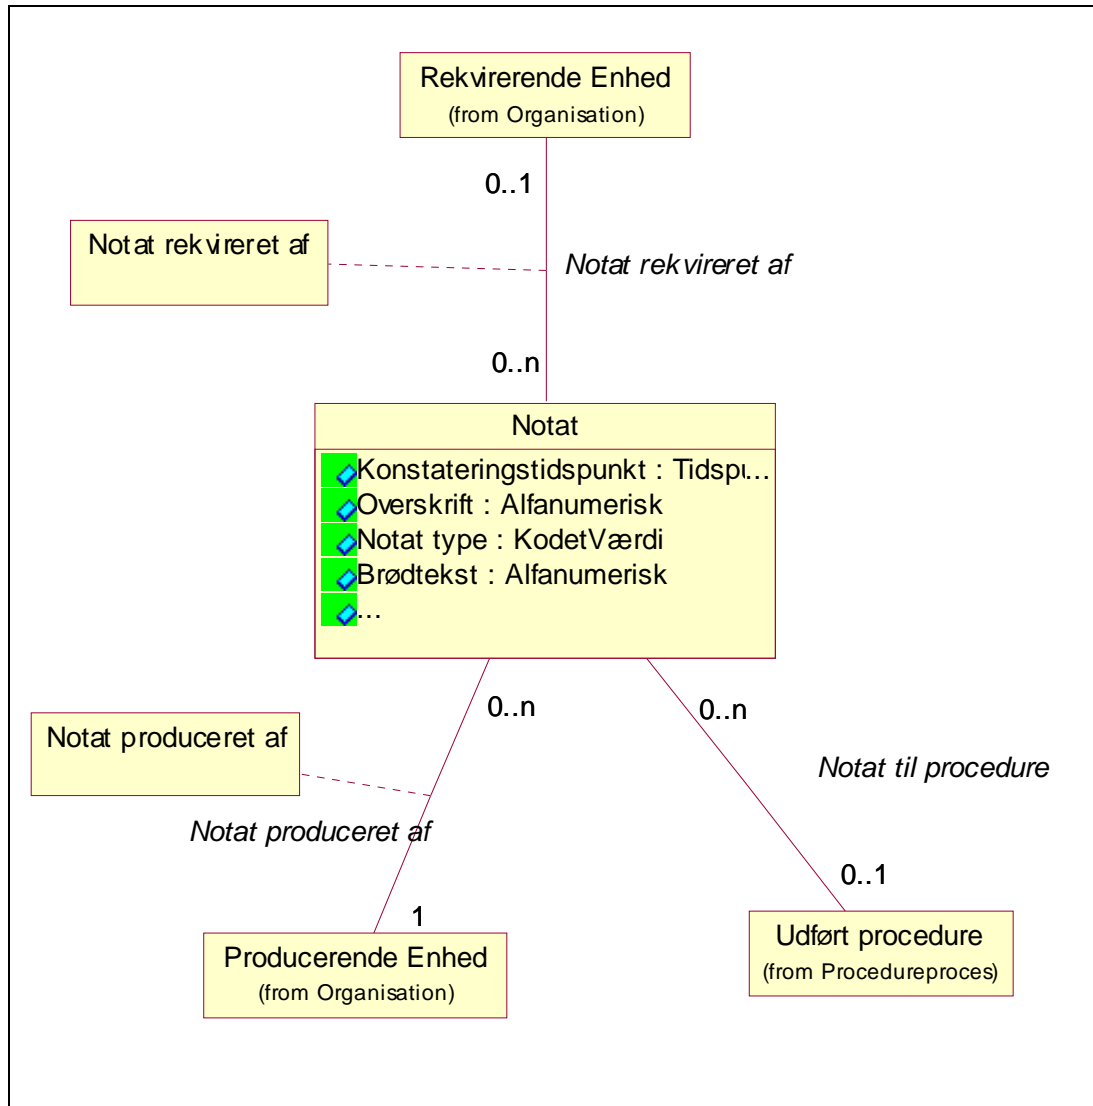 Rekvirerende Enhed
(from Organisation)
0..1
Notat rekvireret af
Notat rekvireret af
0..n
Notat
Konstateringstidspunkt : Tidspu...
Overskrift : Alfanumerisk
Notat type : KodetVærdi
Brødtekst : Alfanumerisk
...
0..n
0..n
Notat produceret af
Notat til procedure
Notat produceret af
0..1
1
Udført procedure
(from Procedureproces)
Producerende Enhed
(from Organisation)